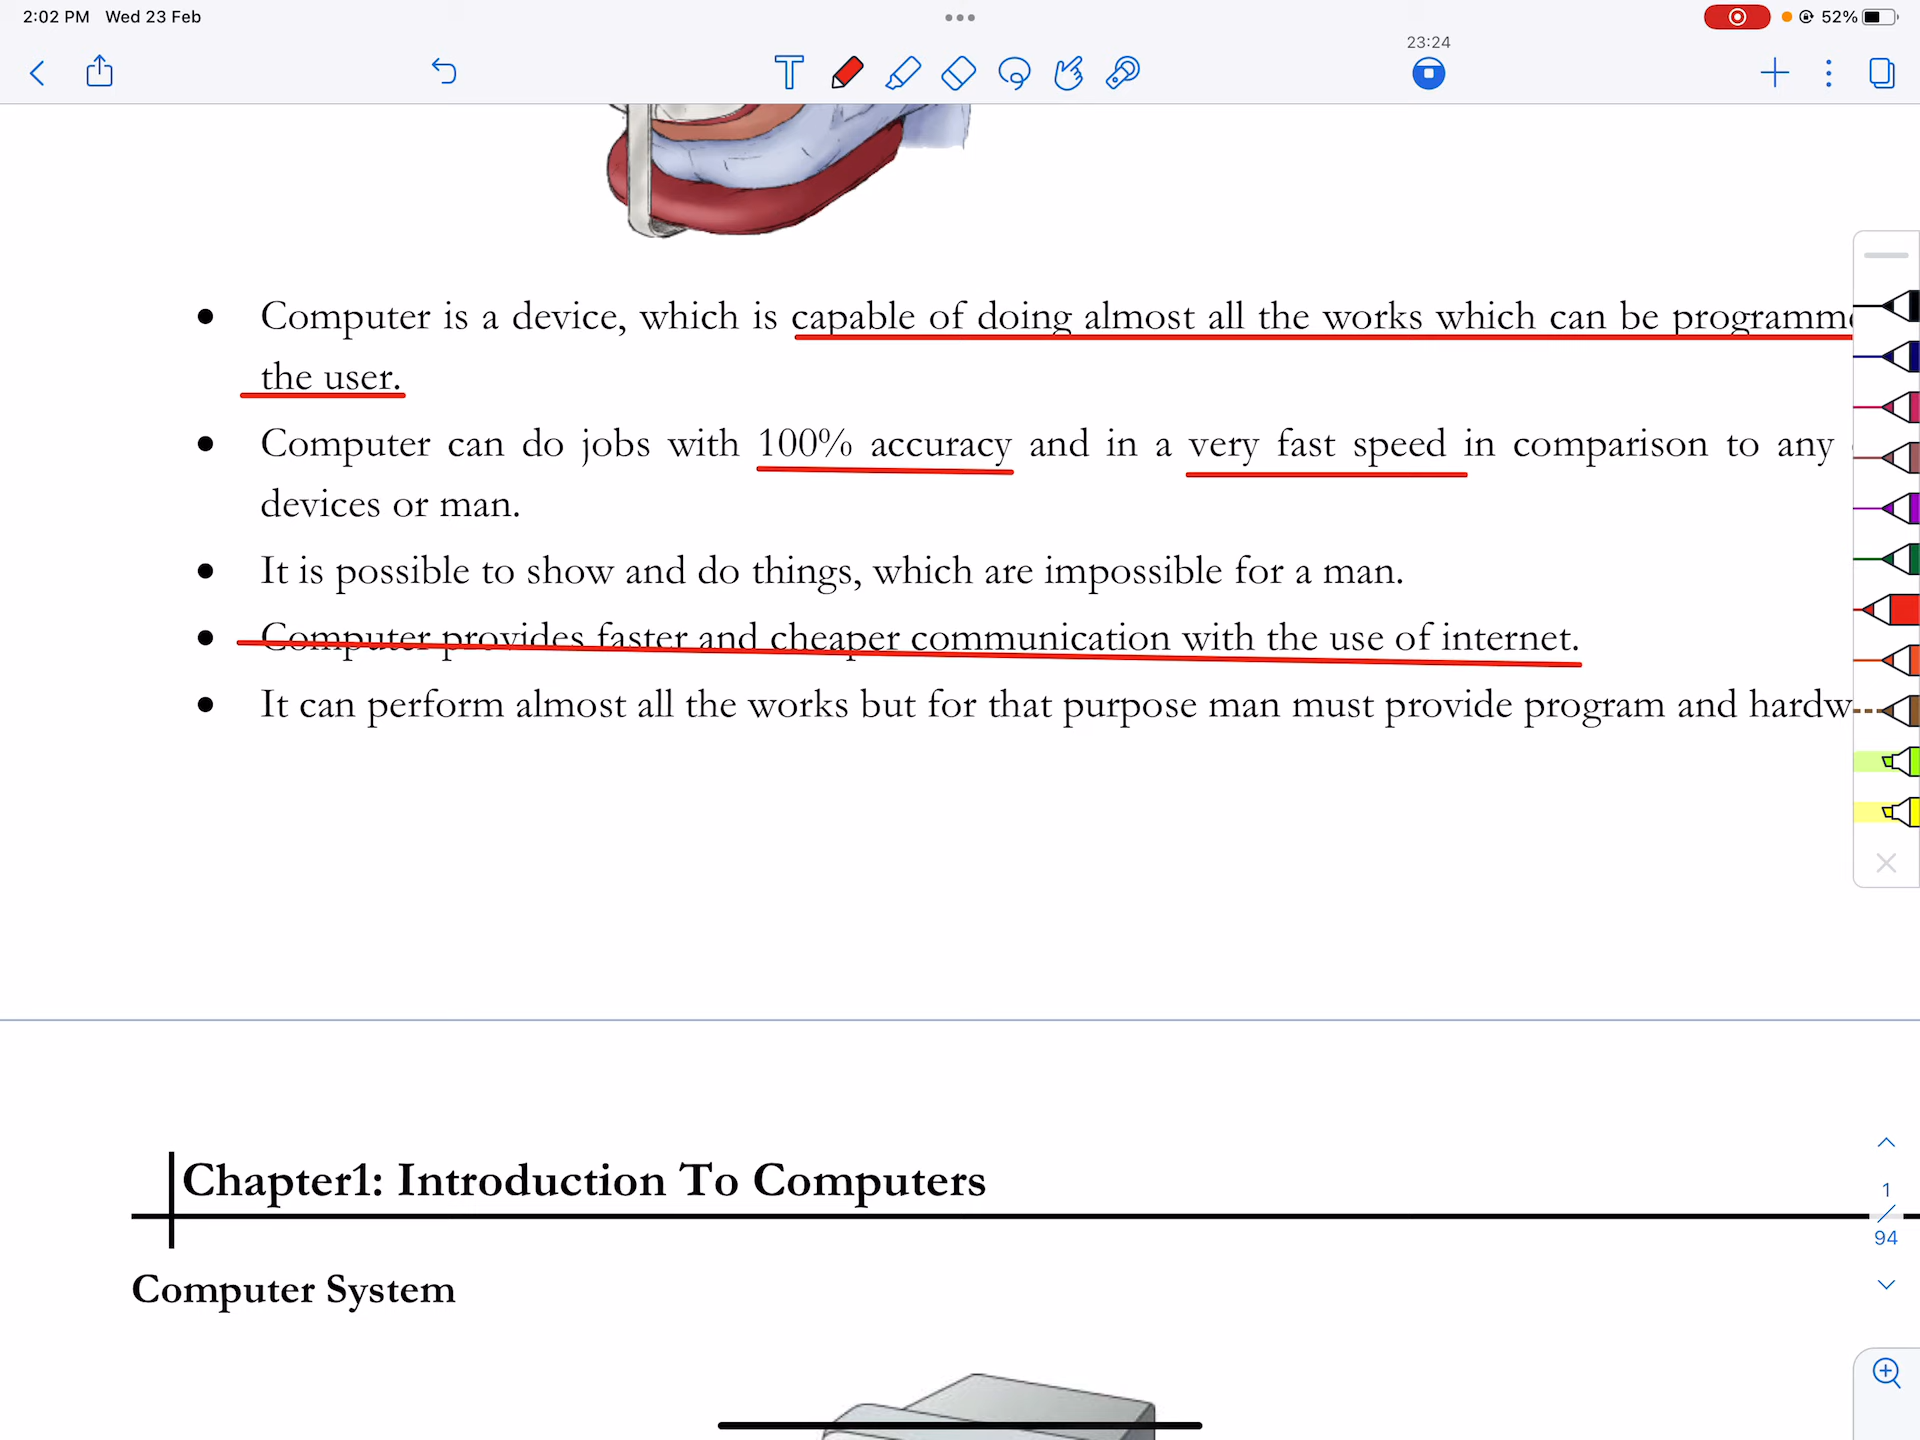 2:02 PM Wed 23 Feb
52%
23:24
T
• Computer is a device, which is capable of doing almost all the works which can be programm
the user.
• Computer can do jobs with 100% accuracy and in a very fast speed in comparison to any
devices or man.
• It is possible to show and do things, which are impossible for a man.
• Computer provides faster and cheaper communication with the use of internet.
• It can perform almost all the works but for that purpose man must provide program and hardw
Chapter1: Introduction To Computers
1
/
94
Computer System